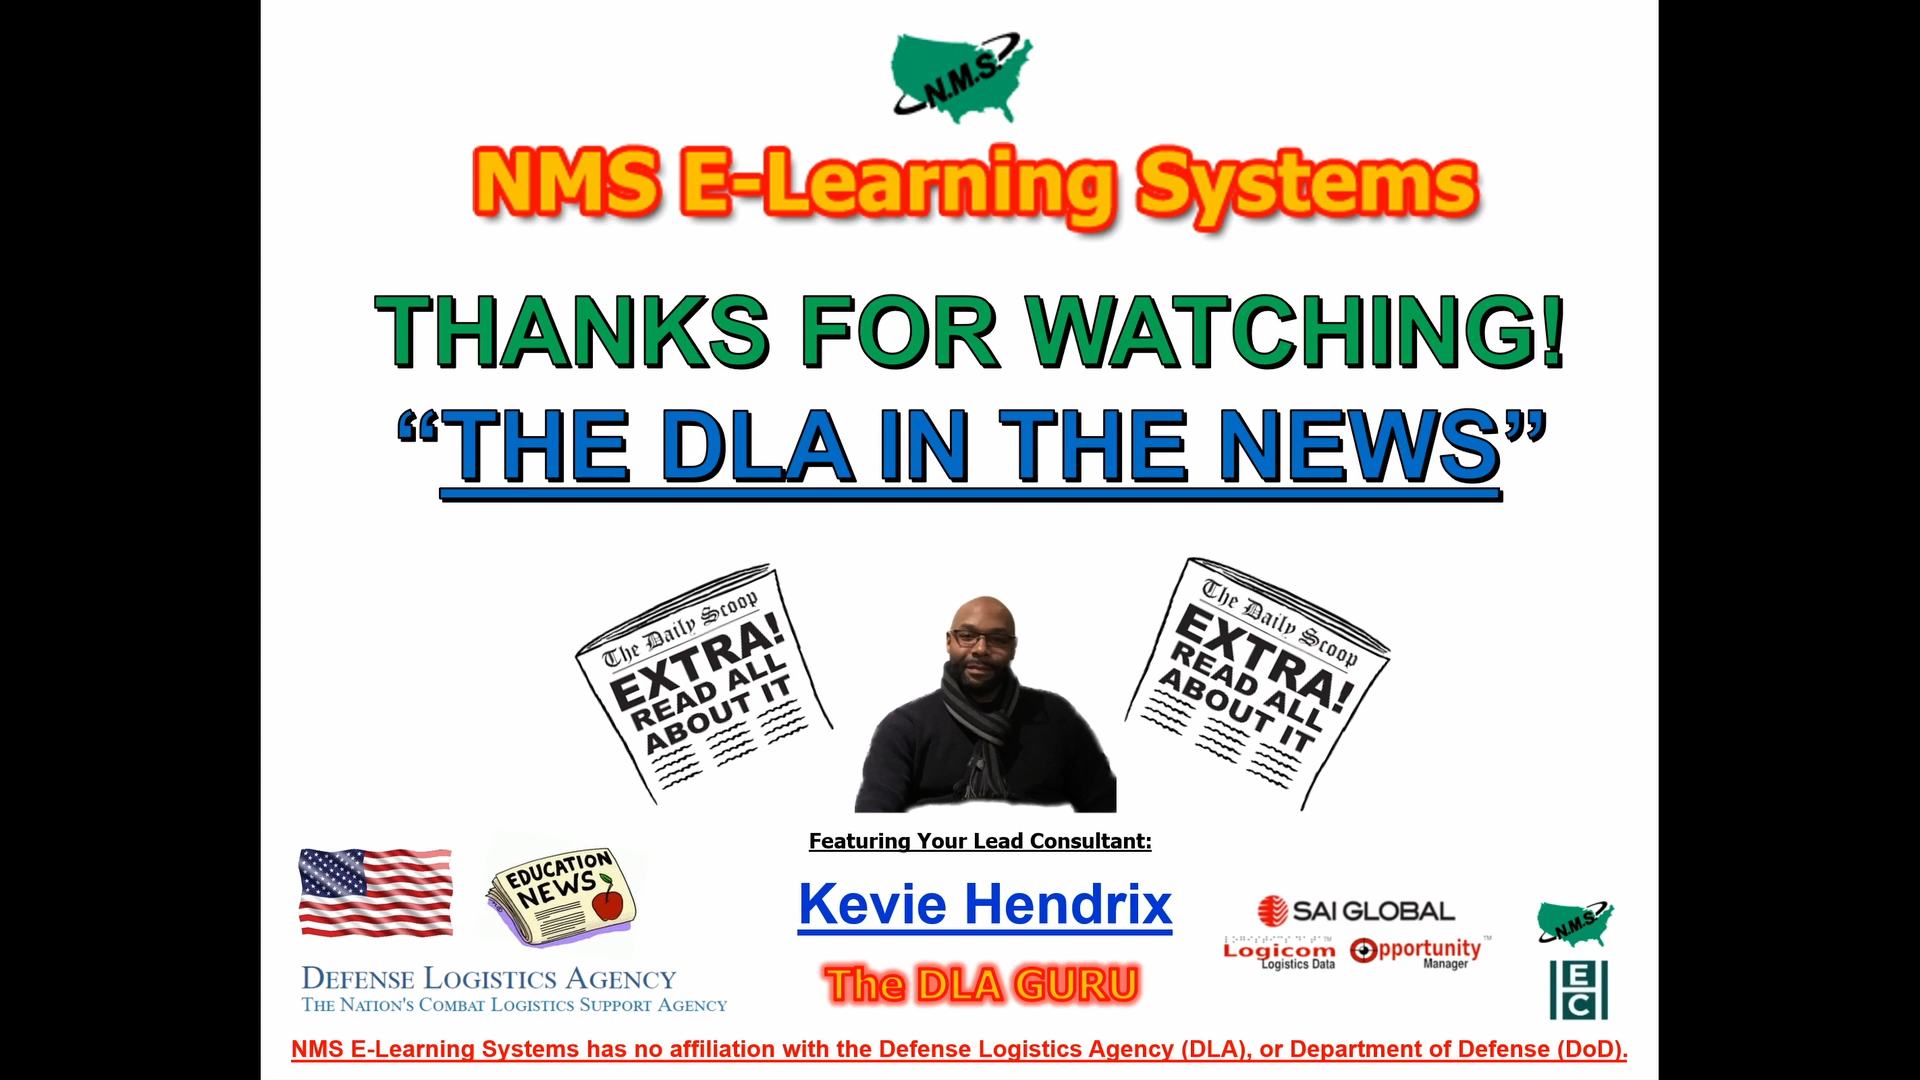 N.M.S.
NMS E-Learning Systems
THANKS FOR WATCHING!
“THE DLA IN THE NEWS”
The Daily Scoop
EXTRA!
READ ALL
ABOUT IT
The Daily Scoop
EXTRA!
READ ALL
ABOUT IT
Featuring Your Lead Consultant:
Kevie Hendrix
The DLA GURU
EDUCATION
NEWS
DEFENSE LOGISTICS AGENCY
THE NATION'S COMBAT LOGISTICS SUPPORT AGENCY
SAI GLOBAL
Logicom
Logistics Data
Opportunity™
Manager
N.M.S.
E
C
NMS E-Learning Systems has no affiliation with the Defense Logistics Agency (DLA), or Department of Defense (DoD).